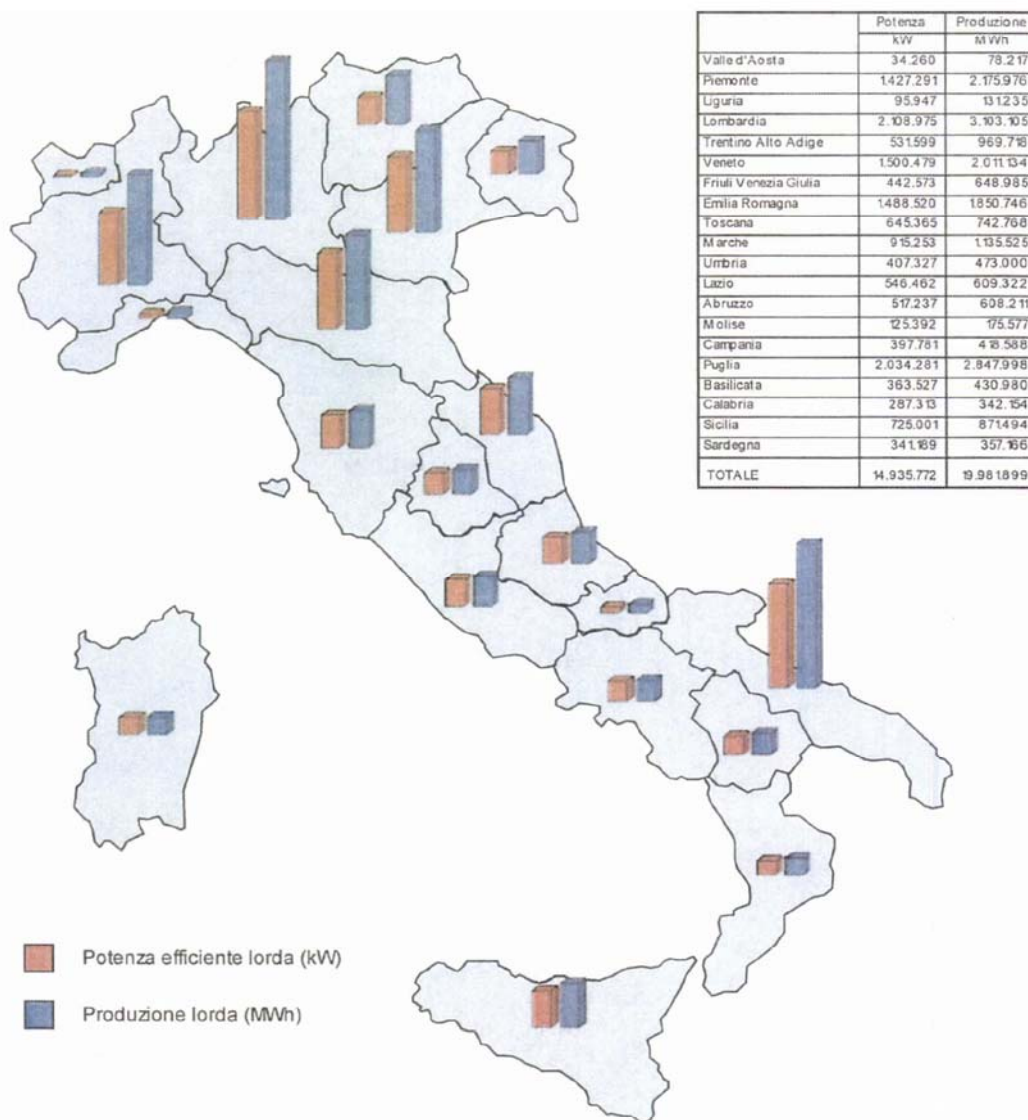 Potenza Produzione
kW MWh
Valle d'Aosta 34.260 78.217
Piemonte 1.427.291 2.175.976
Liguria 95.947 131.235
Lombardia 2.108.975 3.103.105
Trentino Alto Adige 531.599 969.718
Veneto 1.500.479 2.011.134
Friuli Venezia Giulia 442.573 648.985
Emilia Romagna 1.488.520 1.850.746
Toscana 645.365 742.768
Marche 915.253 1.135.525
Umbria 407.327 473.000
Lazio 546.462 609.322
Abruzzo 517.237 608.211
Molise 125.392 175.577
Campania 397.781 418.588
Puglia 2.034.281 2.847.998
Basilicata 363.527 430.980
Calabria 287.313 342.154
Sicilia 725.001 871.494
Sardegna 341.189 357.166
TOTALE 14.935.772 19.981.899
Potenza efficiente lorda (kW)
Produzione lorda (MWh)